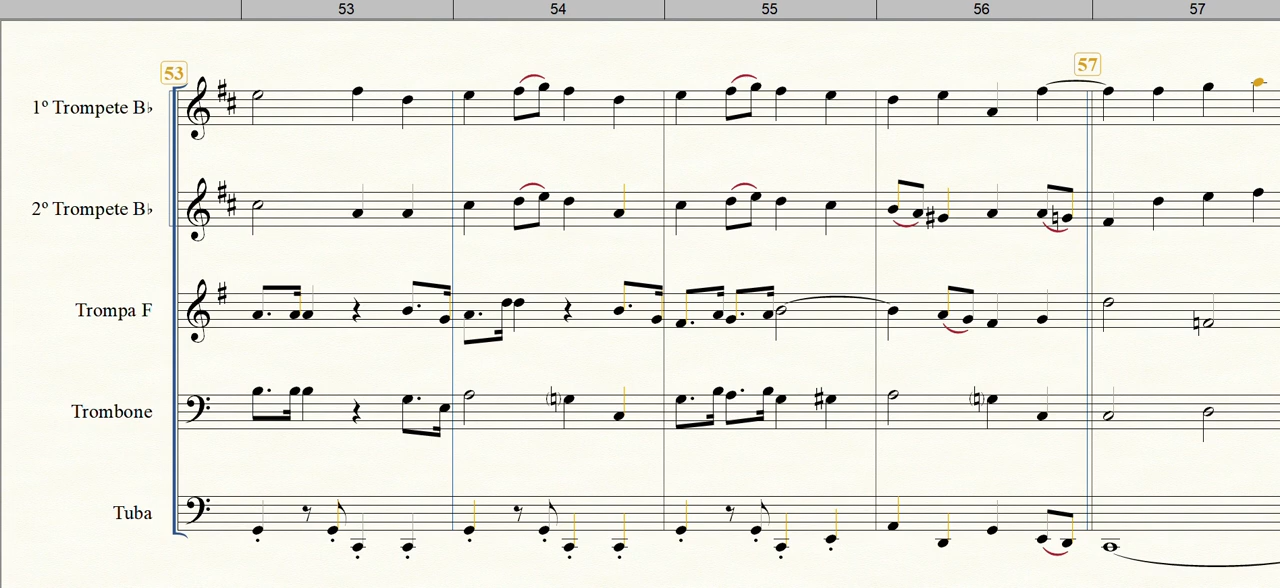 53 54 55 56 57
53 57
1º Trompete B♭
2º Trompete B♭
Trompa F
Trombone
Tuba